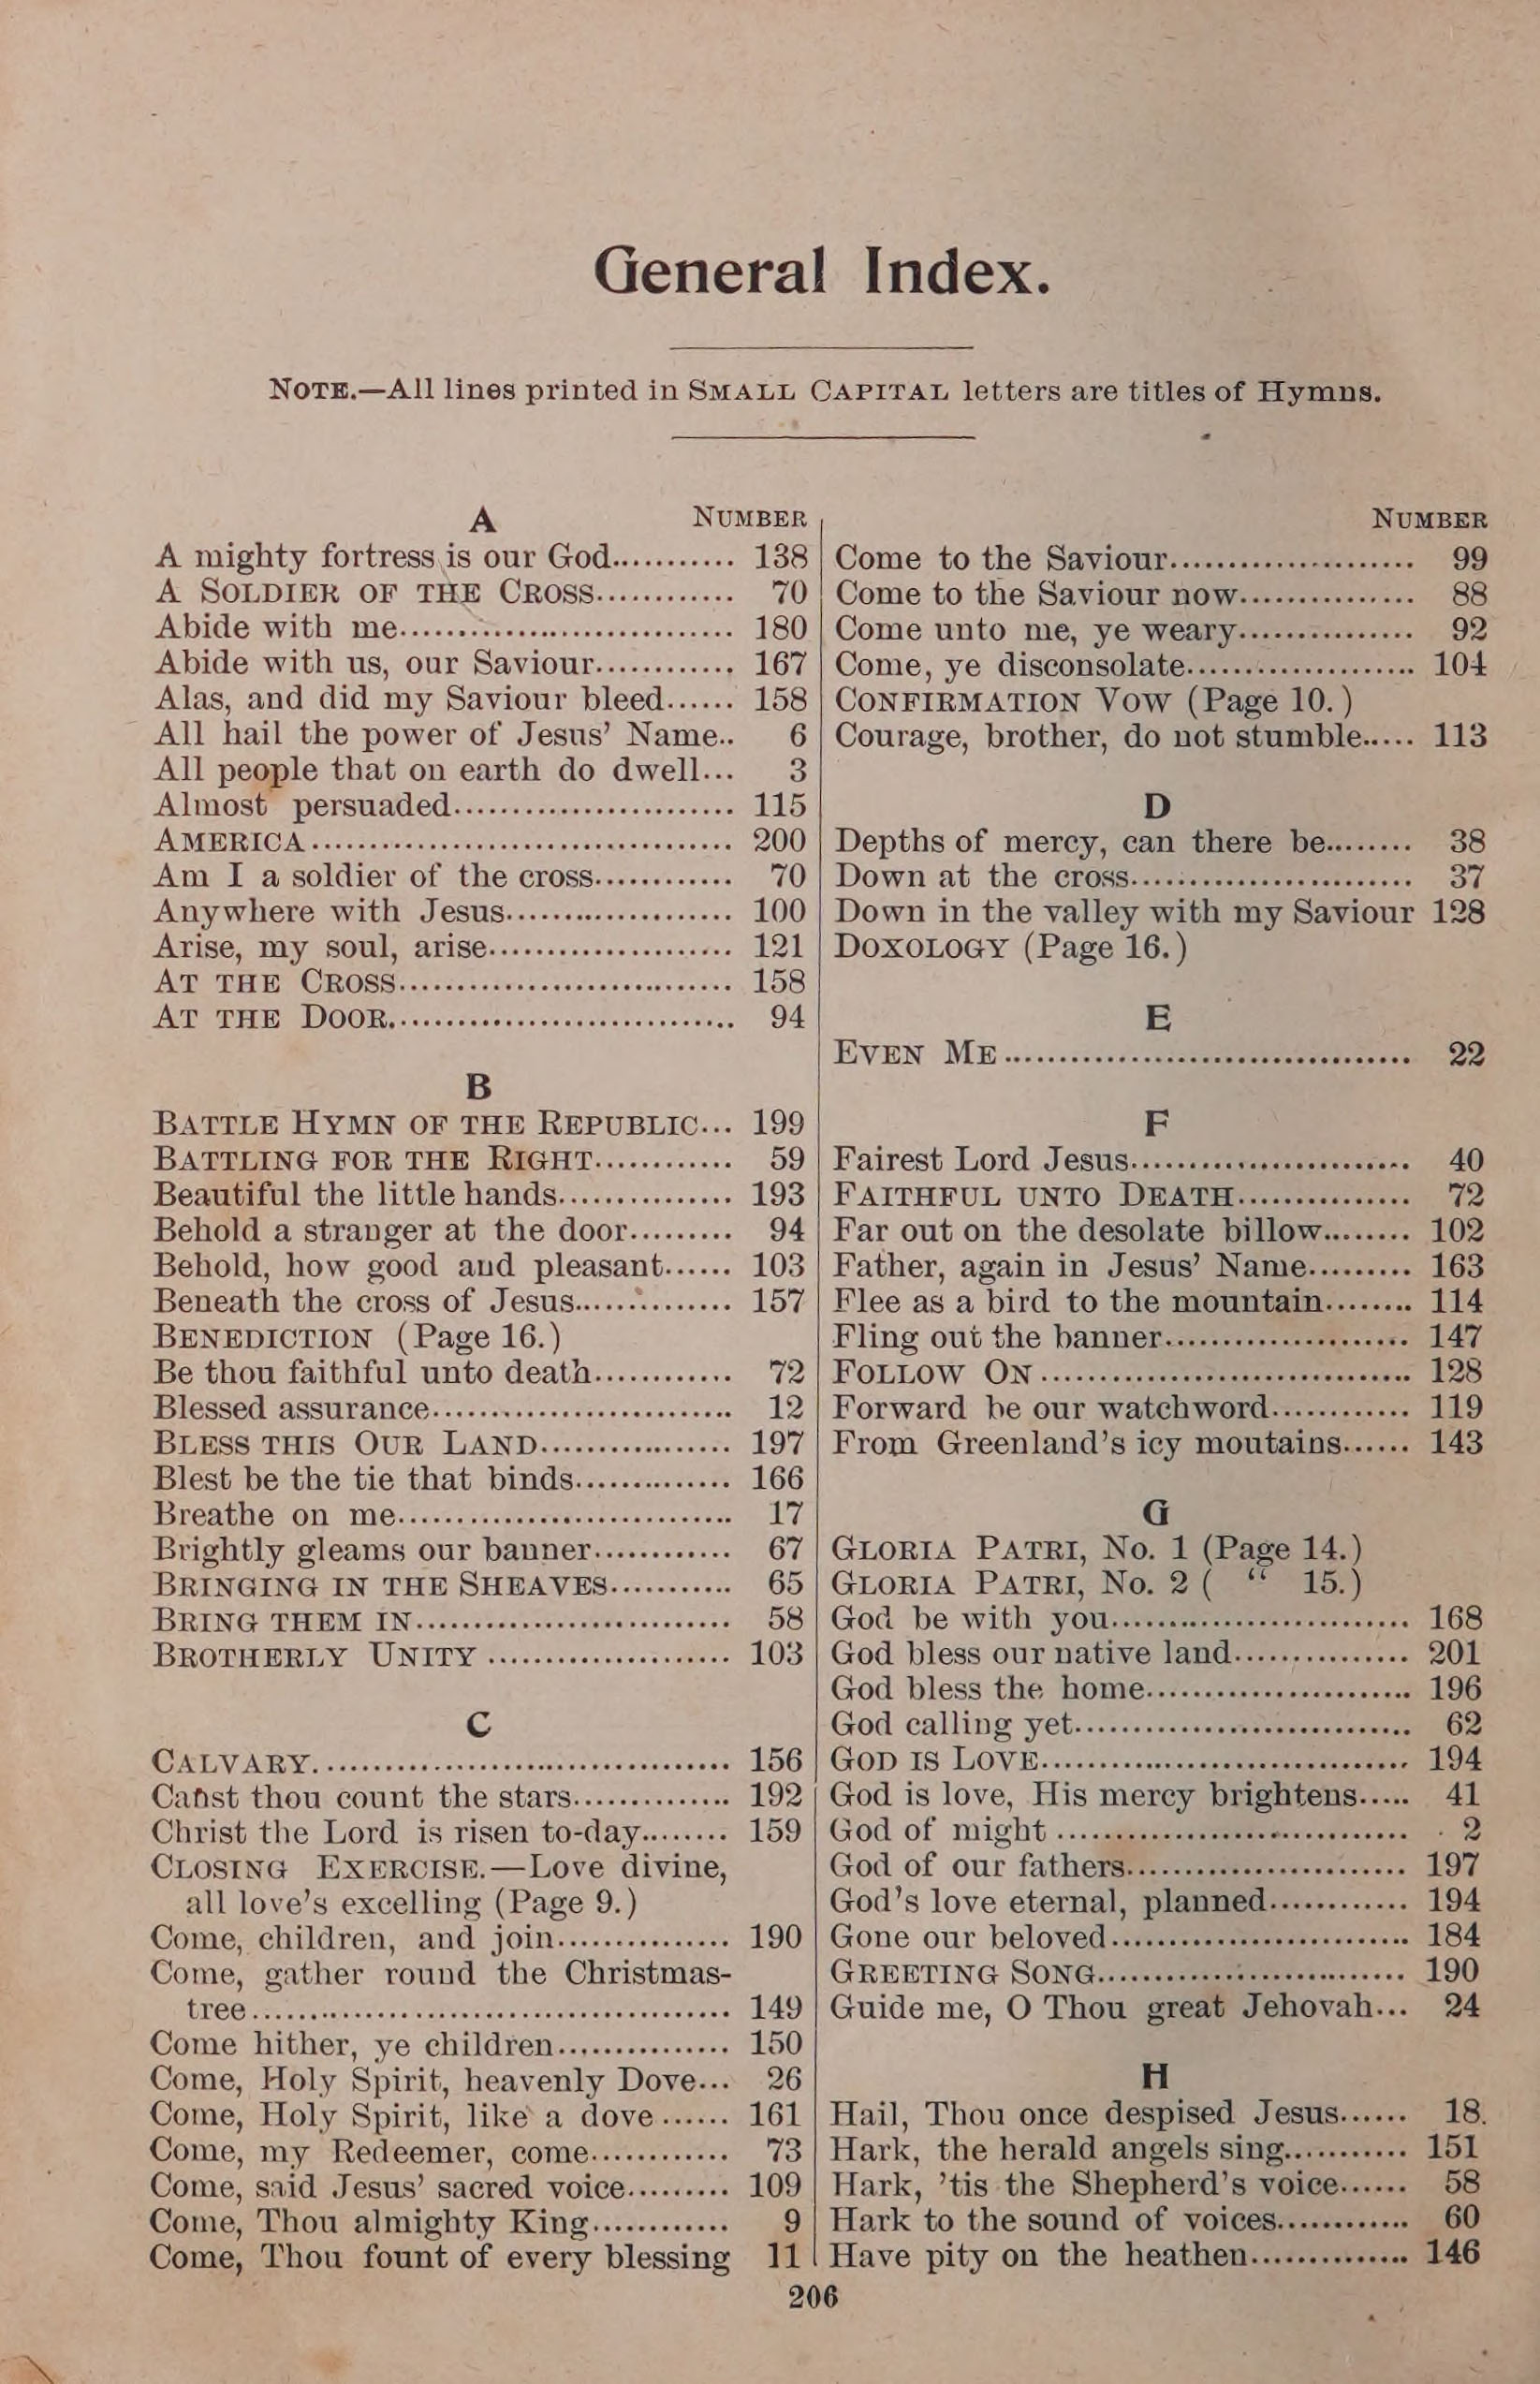 General Index.
NOTE.—All lines printed in SMALL CAPITAL letters are titles of Hymns.
A NUMBER
A mighty fortress is our God............ 138
A SOLDIER OF THE CROSS............ 70
Abide with me.............................. 180
Abide with us, our Saviour............ 167
Alas, and did my Saviour bleed...... 158
All hail the power of Jesus’ Name.. 6
All people that on earth do dwell... 3
Almost persuaded......................... 115
AMERICA..................................... 200
Am I a soldier of the cross............ 70
Anywhere with Jesus.................... 100
Arise, my soul, arise..................... 121
AT THE CROSS............................. 158
AT THE DOOR.............................. 94
B
BATTLE HYMN OF THE REPUBLIC... 199
BATTLING FOR THE RIGHT............ 59
Beautiful the little hands............... 193
Behold a stranger at the door......... 94
Behold, how good and pleasant...... 103
Beneath the cross of Jesus.............. 157
BENEDICTION (Page 16.)
Be thou faithful unto death............ 72
Blessed assurance.......................... 12
BLESS THIS OUR LAND................. 197
Blest be the tie that binds.............. 166
Breathe on me............................. 17
Brightly gleams our banner............ 67
BRINGING IN THE SHEAVES........... 65
BRING THEM IN........................... 58
BROTHERLY UNITY ..................... 103
C
CALVARY.................................... 156
Canst thou count the stars.............. 192
Christ the Lord is risen to-day........ 159
CLOSING EXERCISE.—Love divine,
all love’s excelling (Page 9.)
Come, children, and join............... 190
Come, gather round the Christmas-
tree.......................................... 149
Come hither, ye children............... 150
Come, Holy Spirit, heavenly Dove... 26
Come, Holy Spirit, like a dove...... 161
Come, my Redeemer, come............ 73
Come, said Jesus’ sacred voice......... 109
Come, Thou almighty King............ 9
Come, Thou fount of every blessing 11
NUMBER
Come to the Saviour..................... 99
Come to the Saviour now............... 88
Come unto me, ye weary............... 92
Come, ye disconsolate.................... 104
CONFIRMATION VOW (Page 10.)
Courage, brother, do not stumble..... 113
D
Depths of mercy, can there be........ 38
Down at the cross........................ 37
Down in the valley with my Saviour 128
DOXOLOGY (Page 16.)
E
EVEN ME................................... 22
F
Fairest Lord Jesus........................ 40
FAITHFUL UNTO DEATH............... 72
Far out on the desolate billow........ 102
Father, again in Jesus’ Name......... 163
Flee as a bird to the mountain........ 114
Fling out the banner..................... 147
FOLLOW ON................................ 128
Forward be our watchword............ 119
From Greenland’s icy moutains...... 143
G
GLORIA PATRI, No. 1 (Page 14.)
GLORIA PATRI, No. 2 ( “ 15.)
God be with you.......................... 168
God bless our native land............... 201
God bless the home....................... 196
God calling yet............................. 62
GOD IS LOVE................................ 194
God is love, His mercy brightens..... 41
God of might .............................. 2
God of our fathers........................ 197
God’s love eternal, planned............ 194
Gone our beloved.......................... 184
GREETING SONG........................... 190
Guide me, O Thou great Jehovah... 24
H
Hail, Thou once despised Jesus...... 18.
Hark, the herald angels sing........... 151
Hark, ’tis the Shepherd’s voice...... 58
Hark to the sound of voices............ 60
Have pity on the heathen.............. 146
206